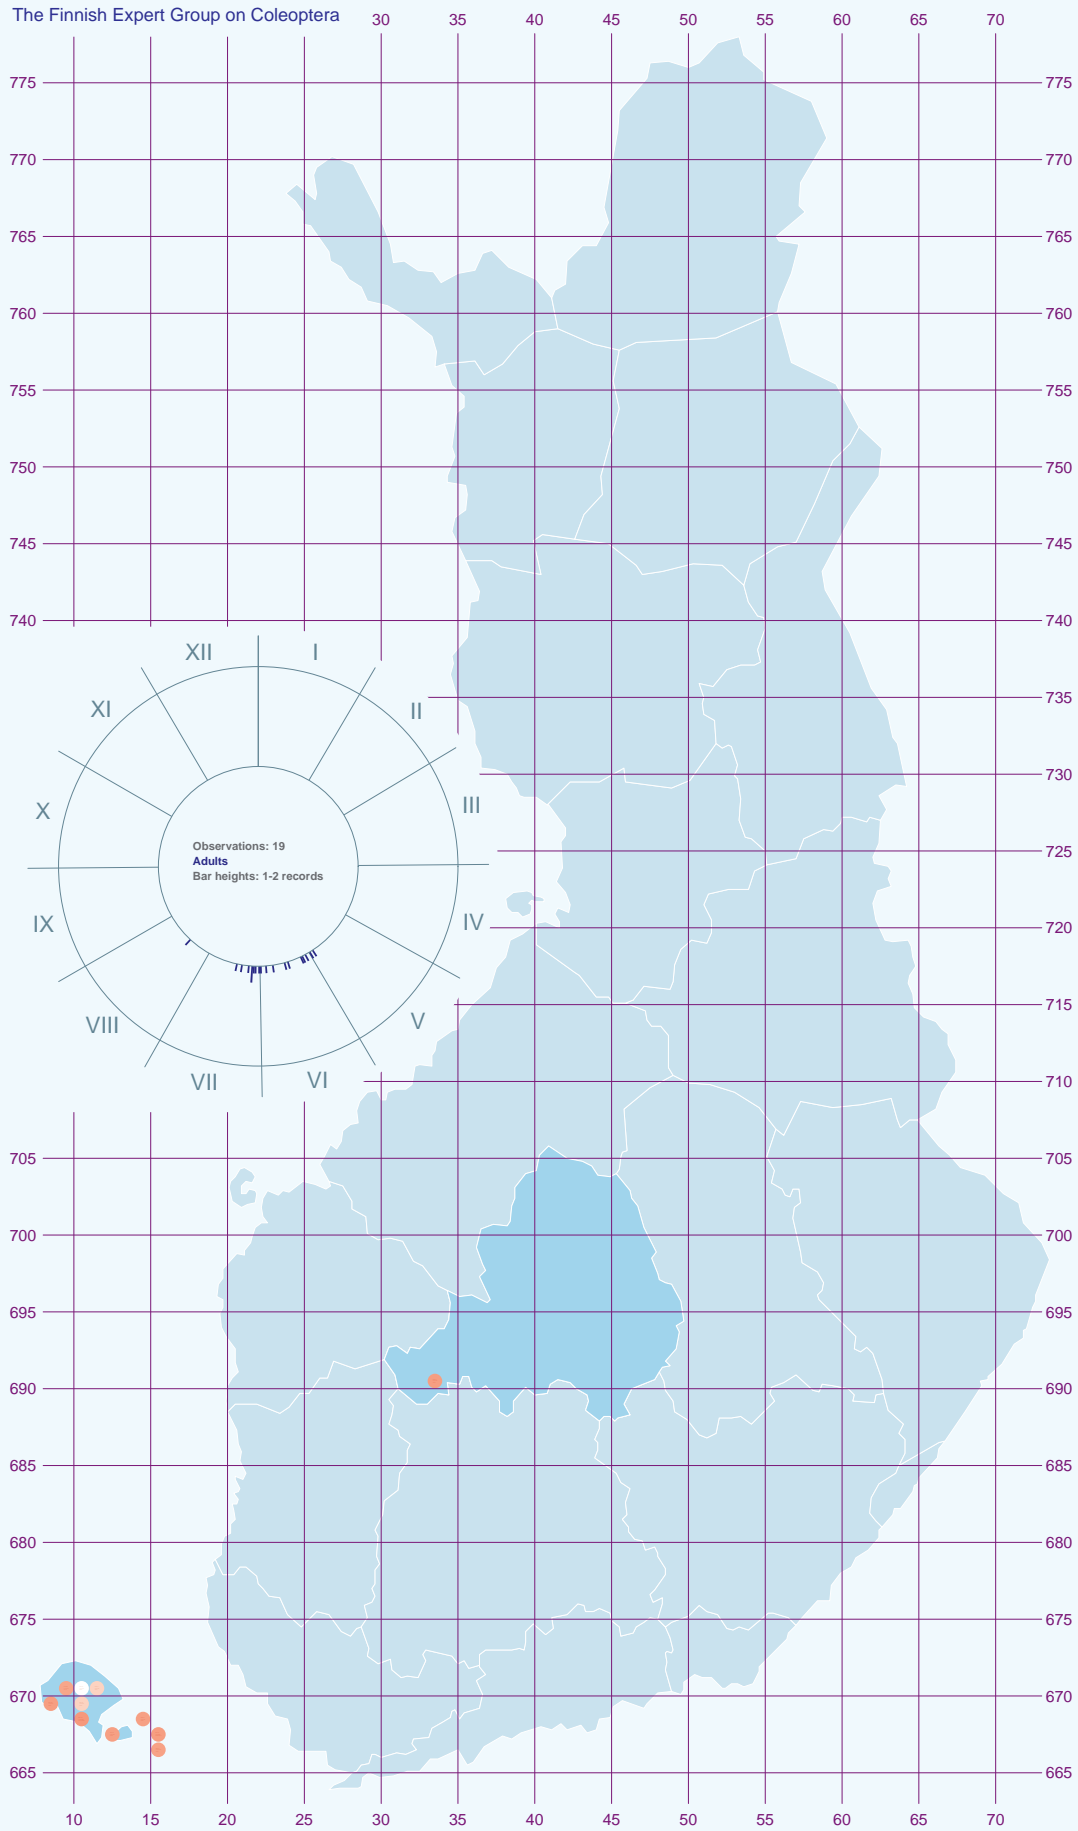 The Finnish Expert Group on Coleoptera
30 35 40 45 50 55 60 65 70
775 775
770 770
765 765
760 760
755 755
750 750
745 745
740 740
XII I
XI II
735
730
X III
Observations: 19
Adults
Bar heights: 1-2 records
725
IX IV
720
VIII V
715
VII VI
710
705 705
700 700
695 695
690 690
685 685
680 680
675 675
670 670
665 665
10 15 20 25 30 35 40 45 50 55 60 65 70